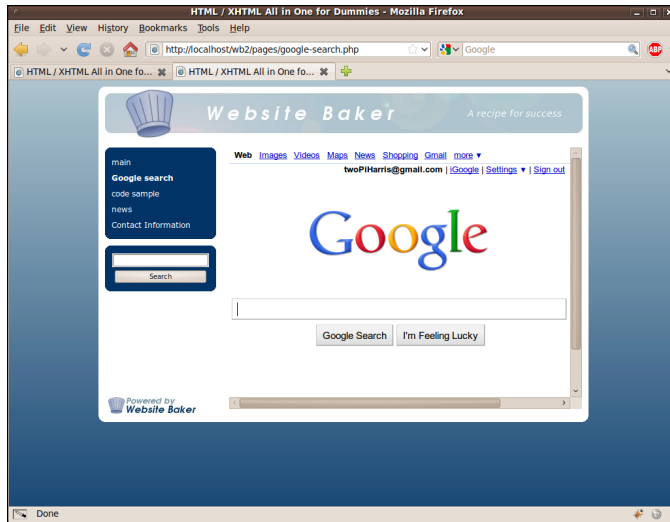 HTML / XHTML All in One for Dummies - Mozilla Firefox
File Edit View History Bookmarks Tools Help
http://localhost/wb2/pages/google-search.php Google ABP
HTML / XHTML All in One fo... HTML / XHTML All in One fo...
Website Baker A recipe for success
main
Google search
code sample
news
Contact Information
Search
Web Images Videos Maps News Shopping Gmail more ▼
twoPiHarris@gmail.com | iGoogle | Settings ▼ | Sign out
Google
Google Search I'm Feeling Lucky
Powered by
Website Baker
Done